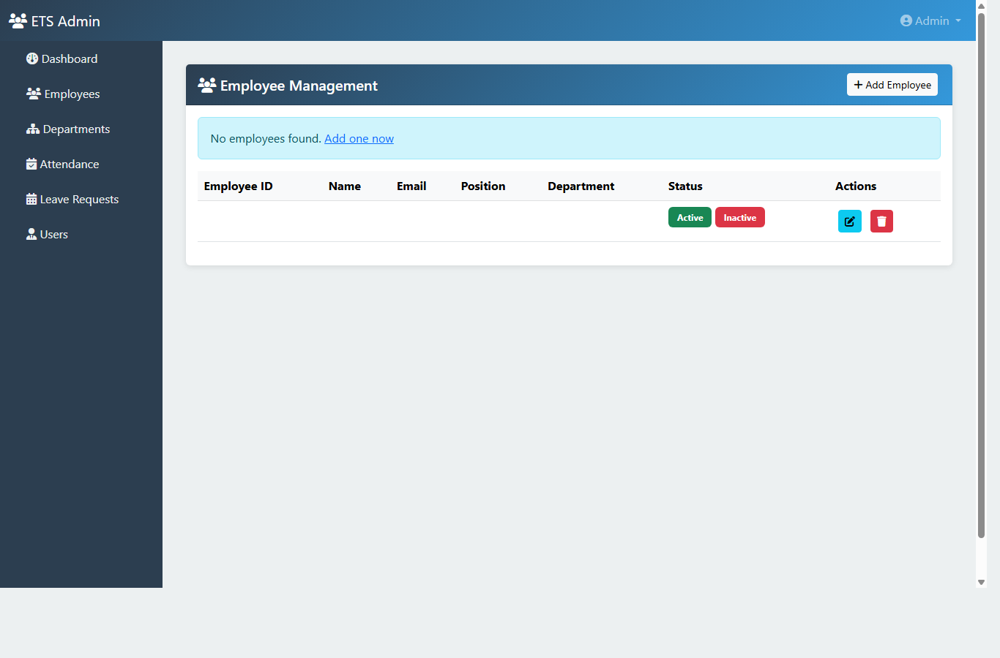 ETS Admin
Admin
Dashboard
Employees
Departments
Attendance
Leave Requests
Users
Employee Management
Add Employee
No employees found. Add one now
Employee ID Name Email Position Department Status Actions
Active Inactive